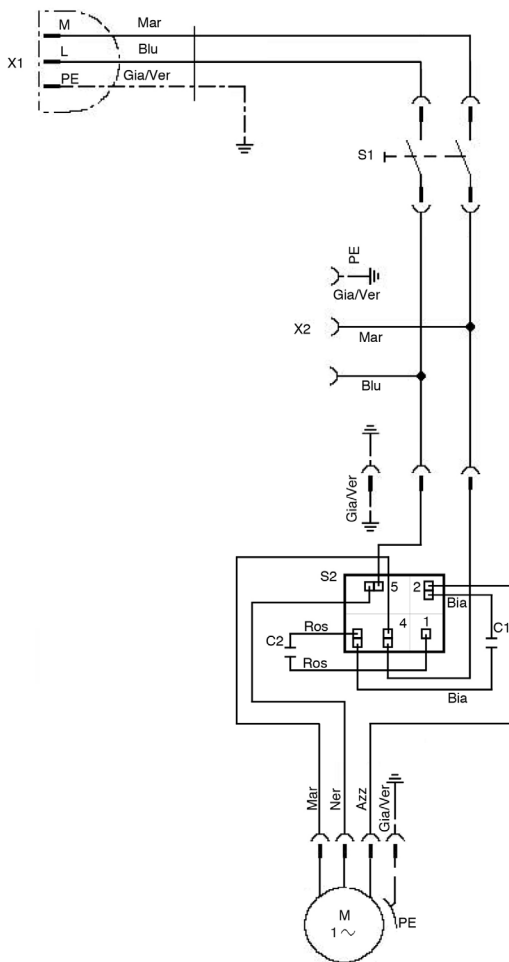 M
Mar
X1
L
Blu
PE
Gia/Ver
S1
PE
Gia/Ver
X2
Mar
Blu
Gia/Ver
S2
5
2
Bia
Ros
4
1
C2
C1
Ros
Bia
Mar
Ner
Azz
Gia/Ver
M
1 ~
PE